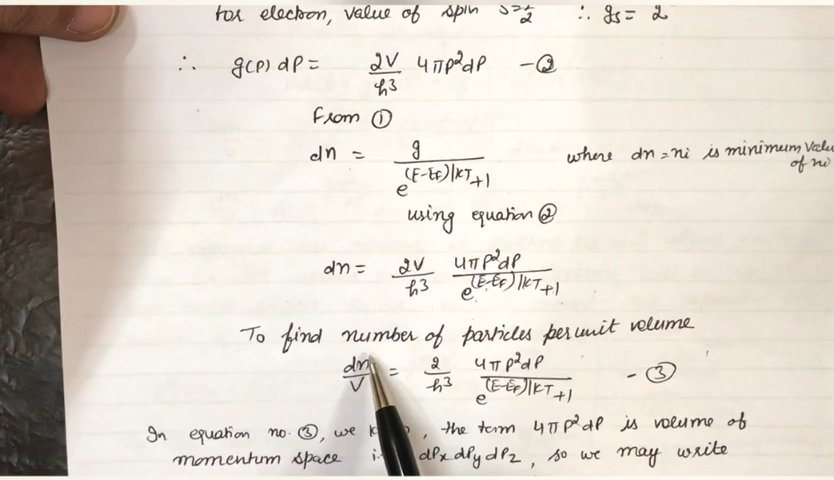 for electron, value of spin s=1/2 ∴ gs = 2
∴ g(P) dP = 2V/h³ 4πP²dP - ②
From ①
dn = g / e^(E-EF)/KT +1 where dn = ni is minimum value of ni
using equation ②
dn = 2V/h³ 4πP²dP / e^(E-EF)/KT +1
To find number of particles per unit volume
dn/V = 2/h³ 4πP²dP / e^(E-EF)/KT +1 - ③
In equation no. ③, we , the term 4πP²dP is volume of
momentum space dPx dPy dPz, so we may write